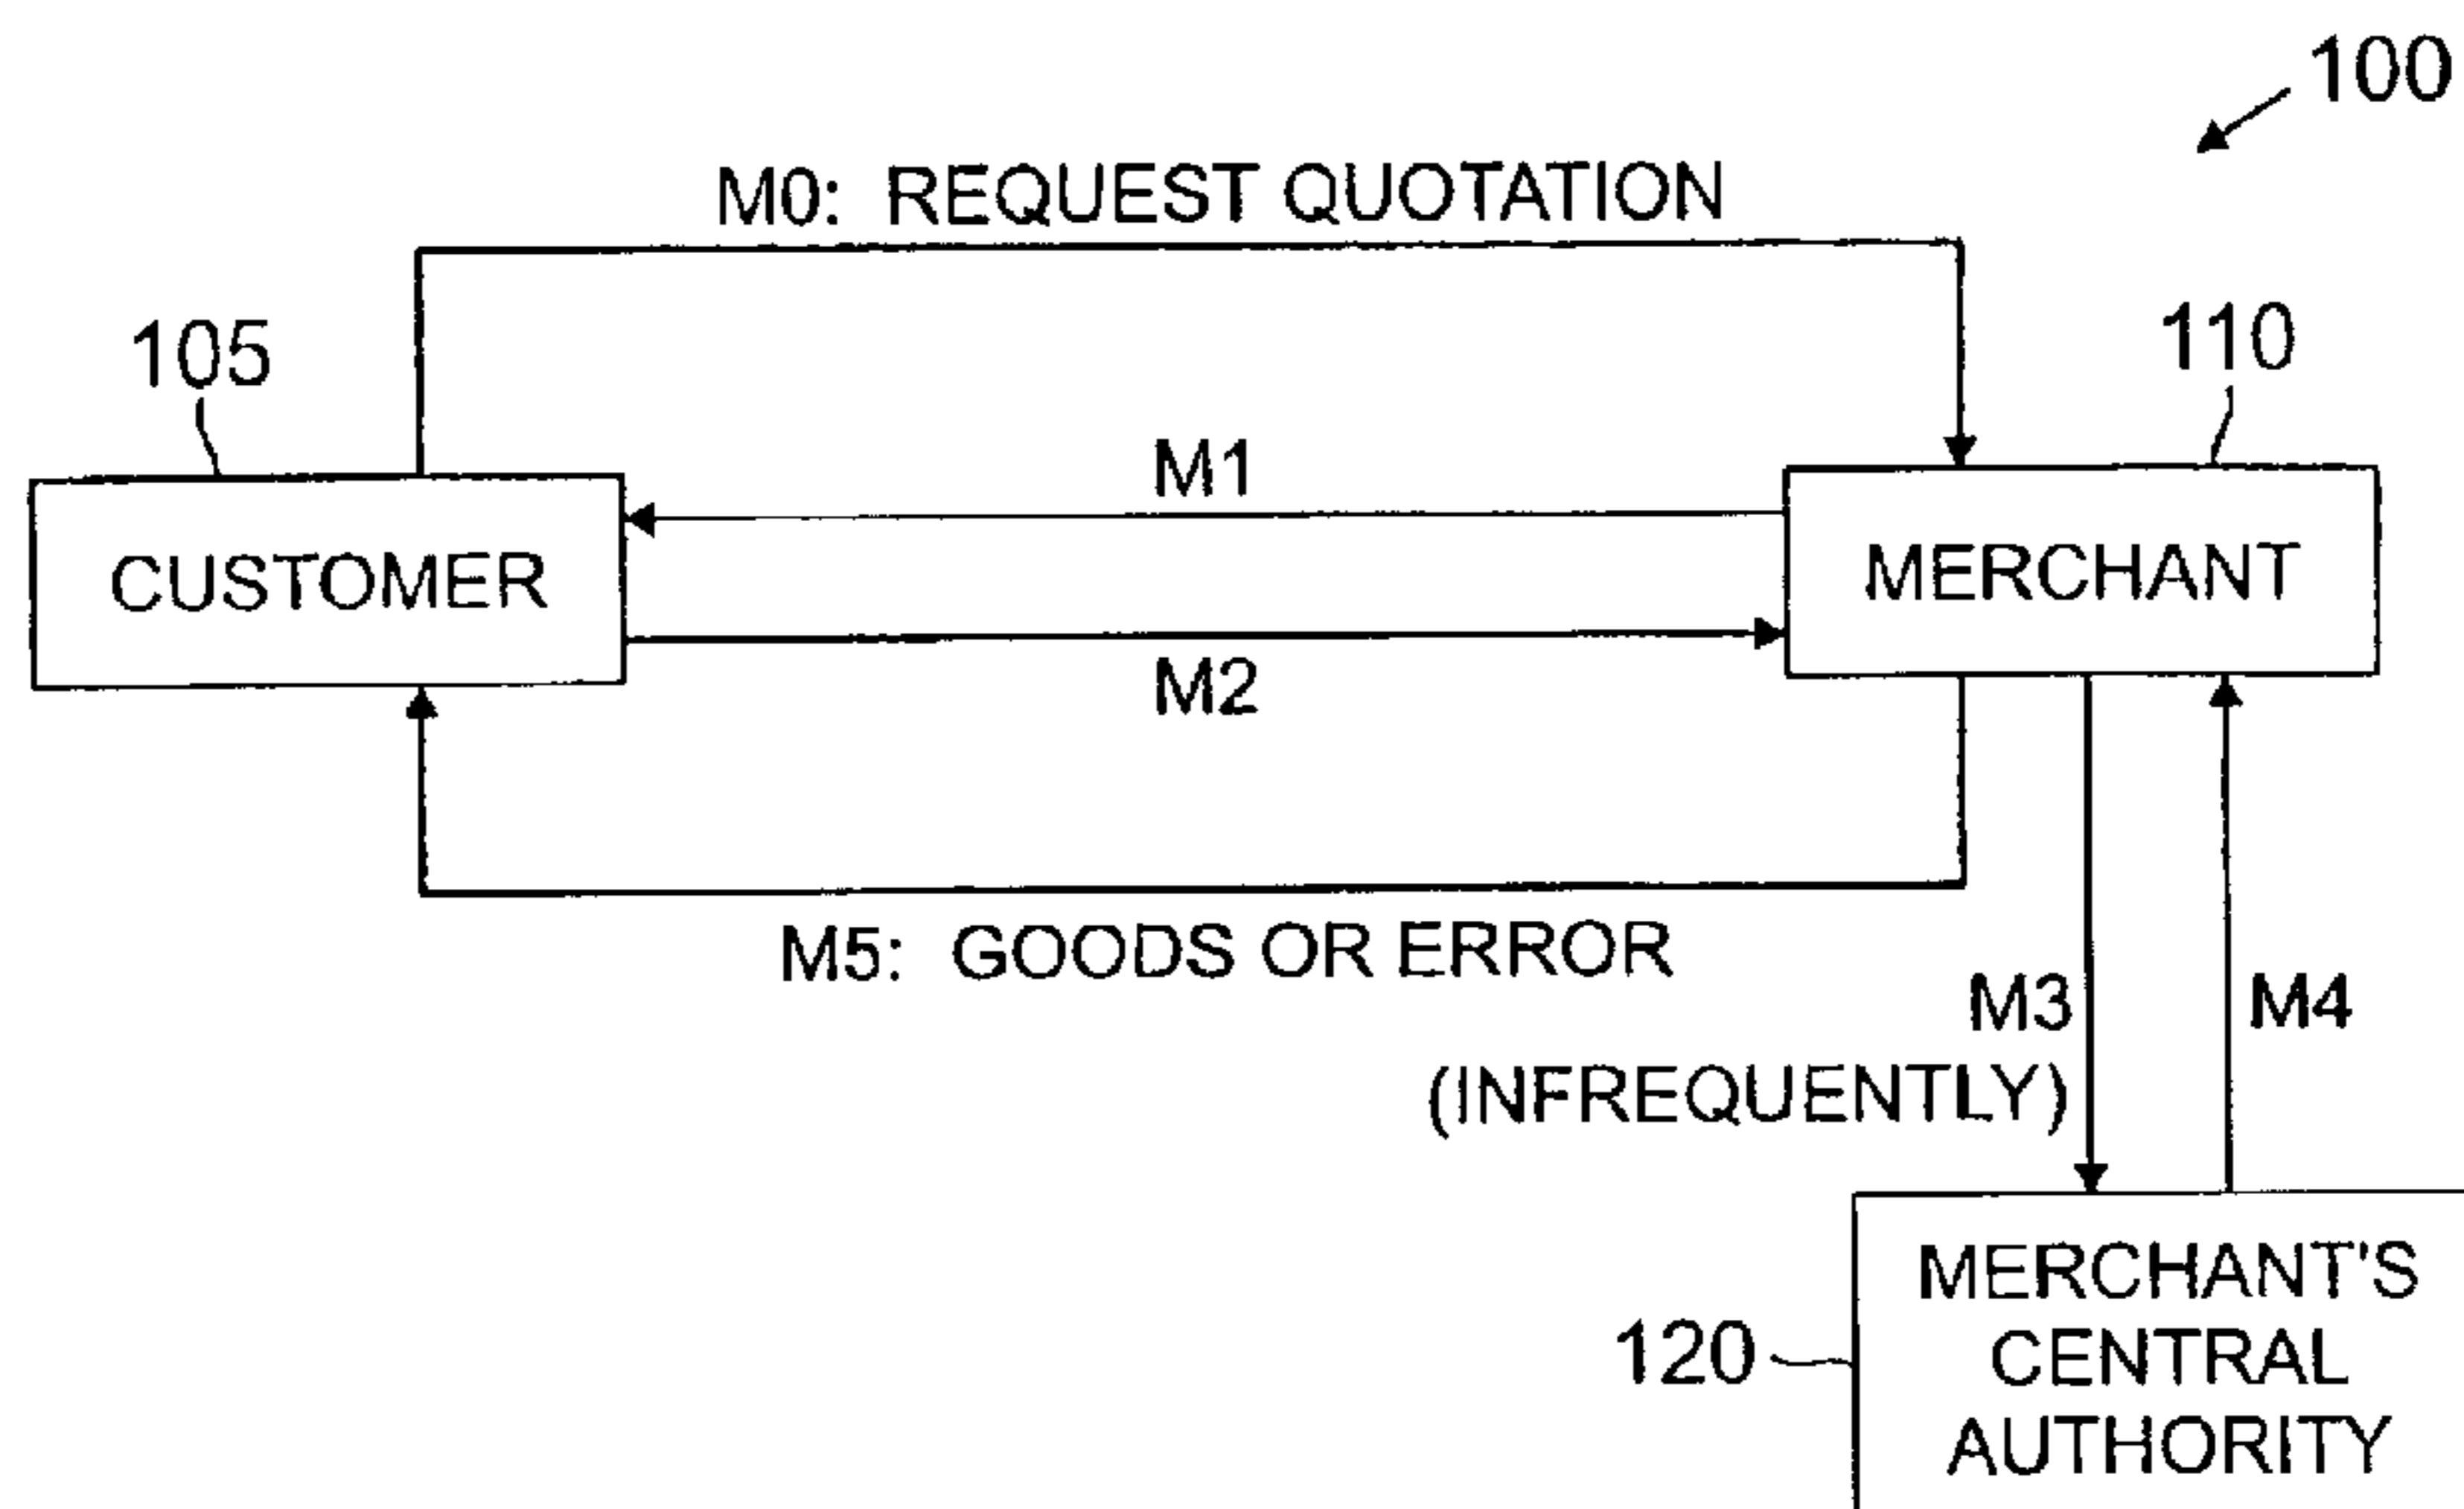 100
M0: REQUEST QUOTATION
105
110
M1
CUSTOMER
MERCHANT
M2
M5: GOODS OR ERROR
M3
M4
(INFREQUENTLY)
120
MERCHANT'S
CENTRAL
AUTHORITY